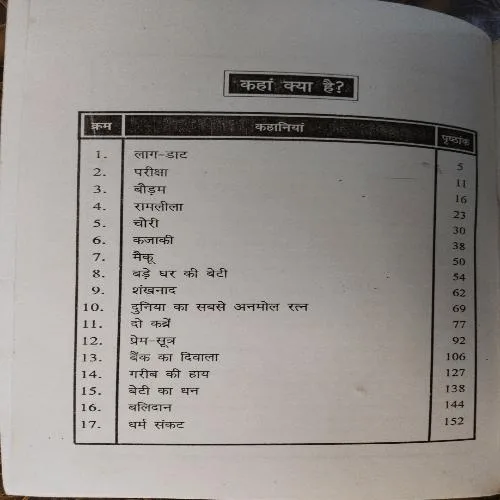 कहां क्या है?
क्रम कहानियां पृष्ठांक
1. लाग-डाट 5
2. परीक्षा 11
3. बौड़म 16
4. रामलीला 23
5. चोरी 30
6. कजाकी 38
7. मैकू 50
8. बड़े घर की बेटी 54
9. शंखनाद 62
10. दुनिया का सबसे अनमोल रत्न 69
11. दो कब्रें 77
12. प्रेम-सूत्र 92
13. बैंक का दिवाला 106
14. गरीब की हाय 127
15. बेटी का धन 138
16. बलिदान 144
17. धर्म संकट 152